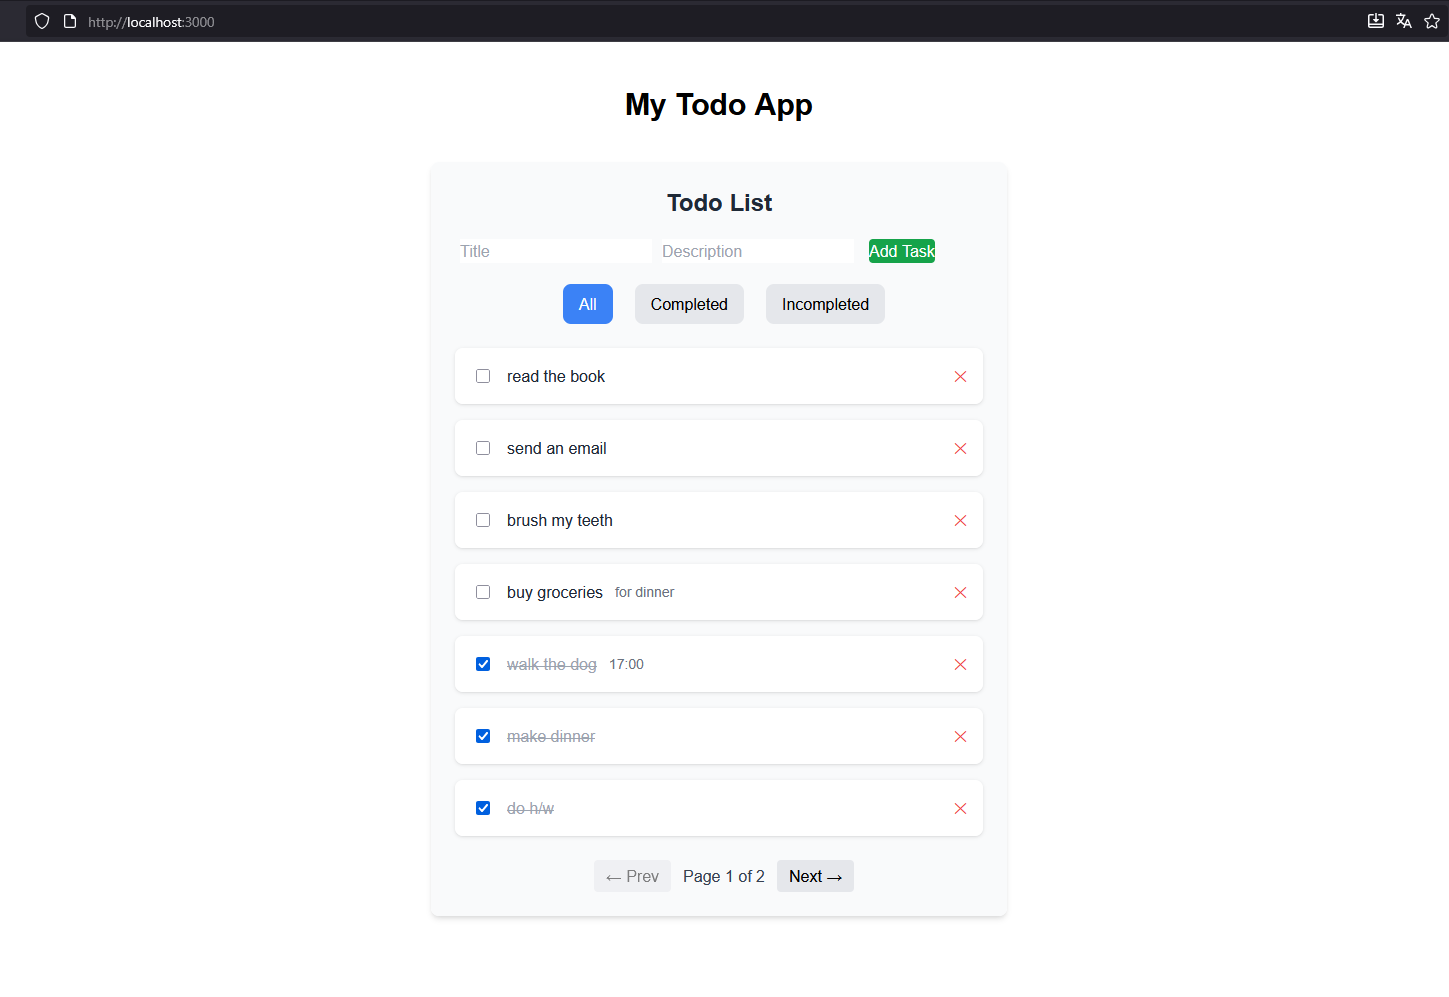 http://localhost:3000
My Todo App
Todo List
Title Description Add Task
All Completed Incompleted
read the book
send an email
brush my teeth
buy groceries for dinner
walk the dog 17:00
make dinner
do h/w
← Prev Page 1 of 2 Next →